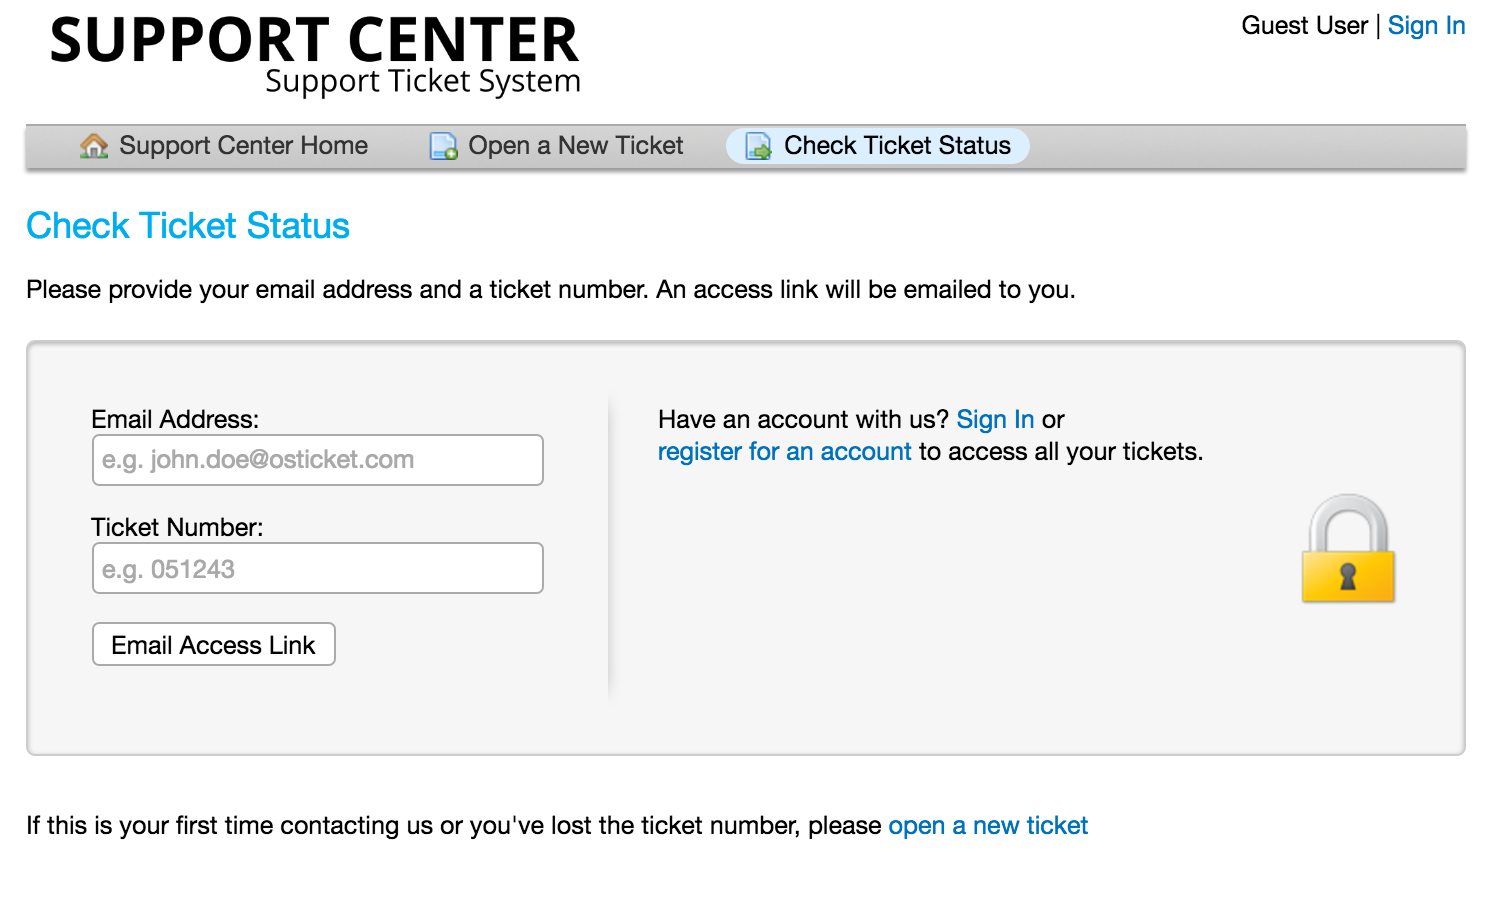 SUPPORT CENTER
Support Ticket System
Guest User | Sign In
Support Center Home
Open a New Ticket
Check Ticket Status
Check Ticket Status
Please provide your email address and a ticket number. An access link will be emailed to you.
Email Address:
e.g. john.doe@osticket.com
Ticket Number:
e.g. 051243
Email Access Link
Have an account with us? Sign In or
register for an account to access all your tickets.
If this is your first time contacting us or you've lost the ticket number, please open a new ticket